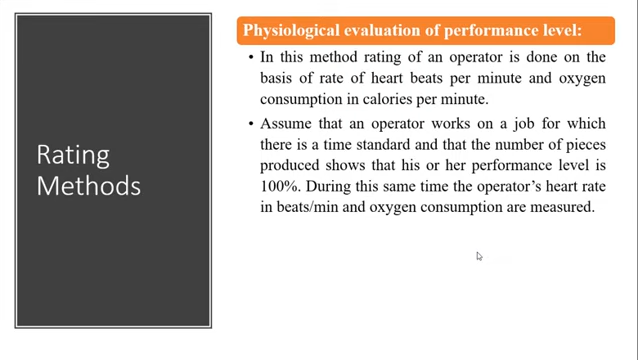 Rating
Methods
Physiological evaluation of performance level:
• In this method rating of an operator is done on the
basis of rate of heart beats per minute and oxygen
consumption in calories per minute.
• Assume that an operator works on a job for which
there is a time standard and that the number of pieces
produced shows that his or her performance level is
100%. During this same time the operator's heart rate
in beats/min and oxygen consumption are measured.